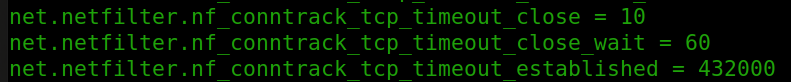 net.netfilter.nf_conntrack_tcp_timeout_close = 10
net.netfilter.nf_conntrack_tcp_timeout_close_wait = 60
net.netfilter.nf_conntrack_tcp_timeout_established = 432000